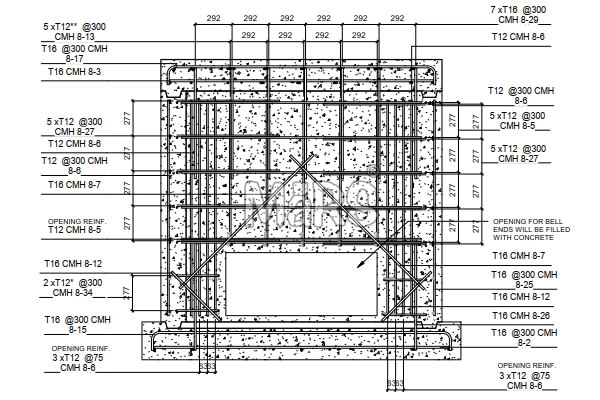 292 292 292 292 292 292
5 xT12** @300
CMH 8-13
T16 @300 CMH
8-17
T16 CMH 8-3
292 292 292 292
7 xT16 @300
CMH 8-29
T12 CMH 8-6
5 xT12 @300
CMH 8-27
T12 CMH 8-6
T12 @300 CMH
8-6
T16 CMH 8-7
OPENING REINF.
T12 CMH 8-5
T16 CMH 8-12
2 xT12* @300
CMH 8-34
T16 @300 CMH
8-15
OPENING REINF.
3 xT12 @75
CMH 8-6
277
277
277
277
277
MaRC
63 63
63 63
277
277
277
277
T12 @300 CMH
8-6
5 xT12 @300
CMH 8-5
5 xT12 @300
CMH 8-27
OPENING FOR BELL
ENDS WILL BE FILLED
WITH CONCRETE
T16 CMH 8-7
T16 @300 CMH
8-25
T16 CMH 8-12
T16 CMH 8-26
T16 @300 CMH
8-2
OPENING REINF.
3 xT12 @75
CMH 8-6